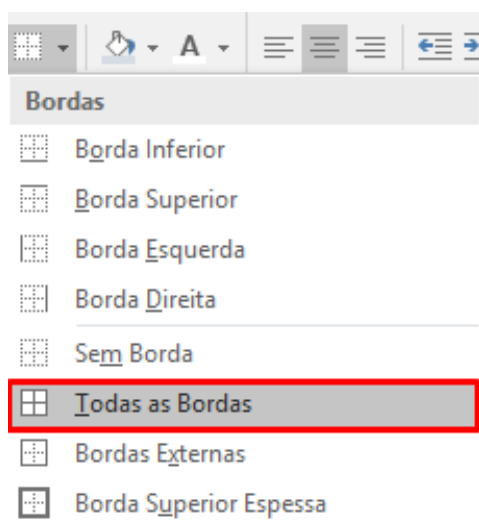 A
Bordas
Borda Inferior
Borda Superior
Borda Esquerda
Borda Direita
Sem Borda
Todas as Bordas
Bordas Externas
Borda Superior Espessa